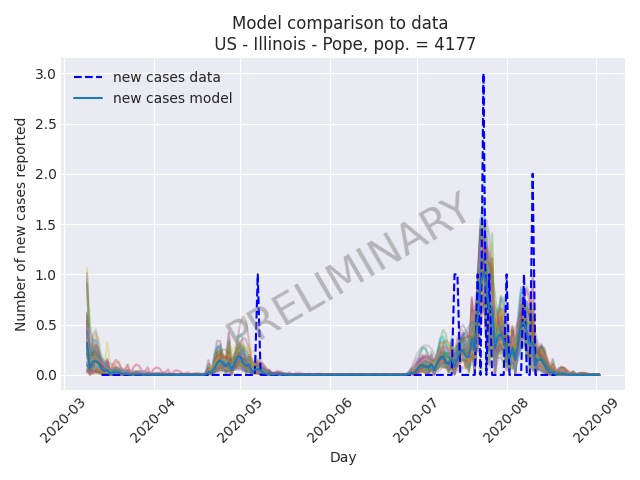 Model comparison to data
US - Illinois - Pope, pop. = 4177
new cases data
new cases model
PRELIMINARY
Number of new cases reported
3.0
2.5
2.0
1.5
1.0
0.5
0.0
2020-03
2020-04
2020-05
2020-06
2020-07
2020-08
2020-09
Day